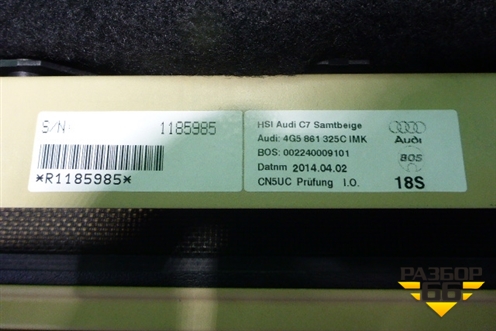 S/N: 1185985
*R1185985*
HSI Audi C7 Samtbeige
Audi: 4G5 861 325C IMK
BOS: 002240009101
Datum 2014.04.02
CN5UC Prüfung I.O.
Audi
BOS
18S
РАЗБОР
66